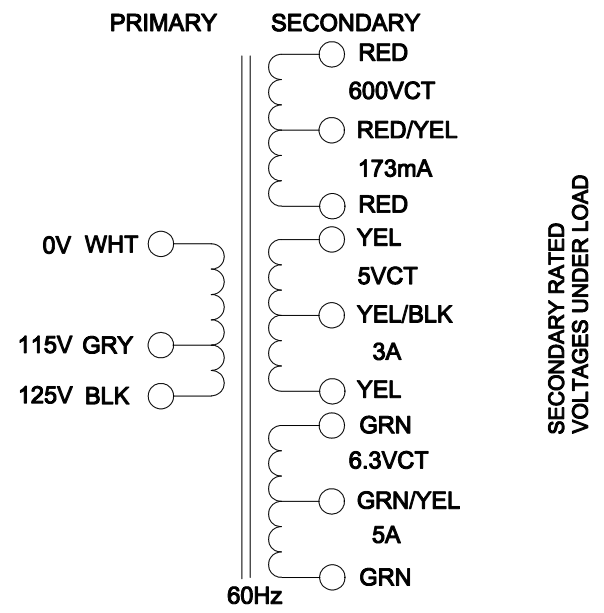 PRIMARY
SECONDARY
RED
600VCT
RED/YEL
173mA
RED
0V WHT
115V GRY
125V BLK
YEL
5VCT
YEL/BLK
3A
YEL
GRN
6.3VCT
GRN/YEL
5A
GRN
60Hz
SECONDARY RATED
VOLTAGES UNDER LOAD